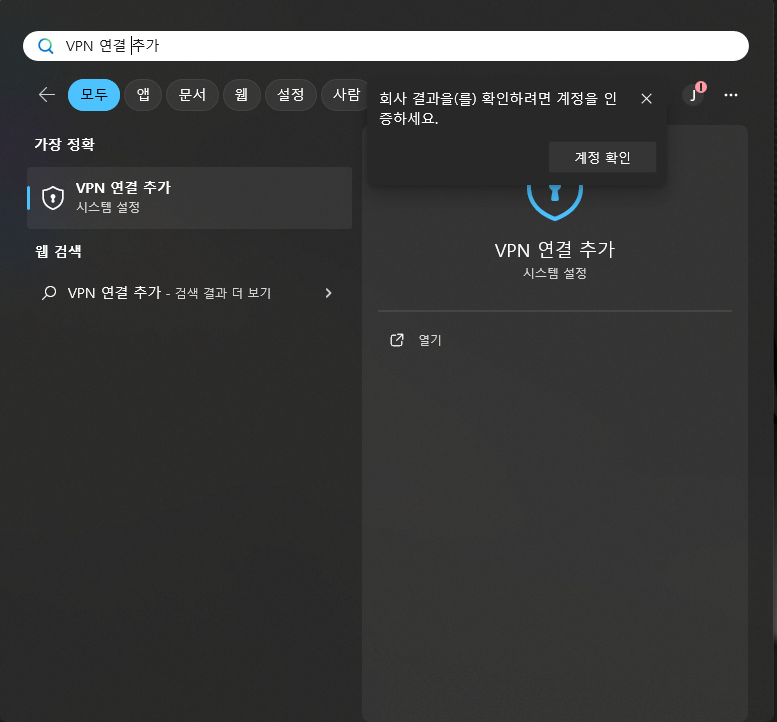 VPN 연결 추가
모두
앱
문서
웹
설정
사람
J
회사 결과을(를) 확인하려면 계정을 인
증하세요.
계정 확인
가장 정확
VPN 연결 추가
시스템 설정
웹 검색
VPN 연결 추가 - 검색 결과 더 보기
VPN 연결 추가
시스템 설정
열기